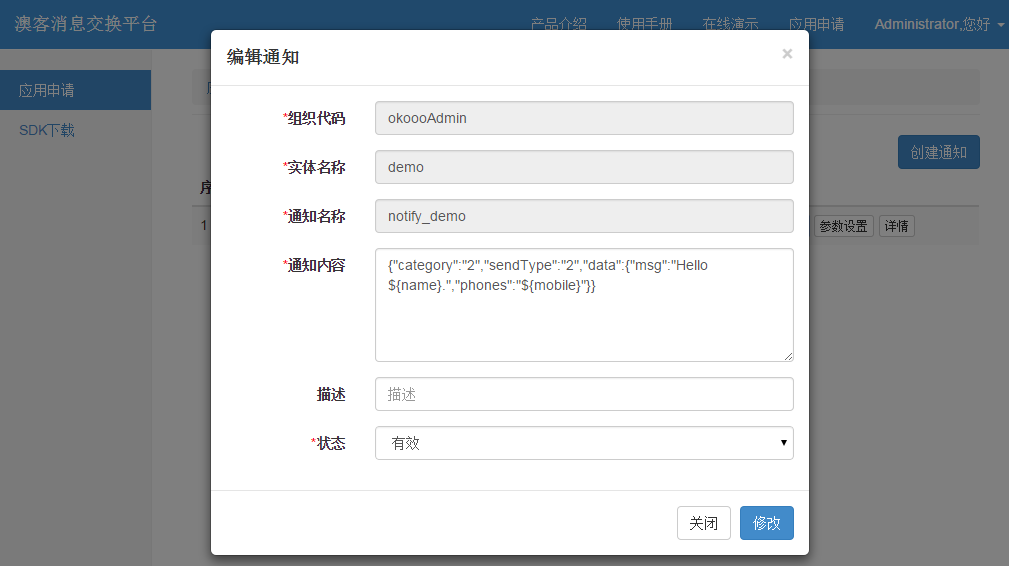 澳客消息交换平台
产品介绍 使用手册 在线演示 应用申请 Administrator,您好
编辑通知 ×
应用申请
SDK下载
创建通知
序
1 参数设置 详情
*组织代码 okoooAdmin
*实体名称 demo
*通知名称 notify_demo
*通知内容 {"category":"2","sendType":"2","data":{"msg":"Hello
${name}.","phones":"${mobile}"}}
描述 描述
*状态 有效
关闭 修改